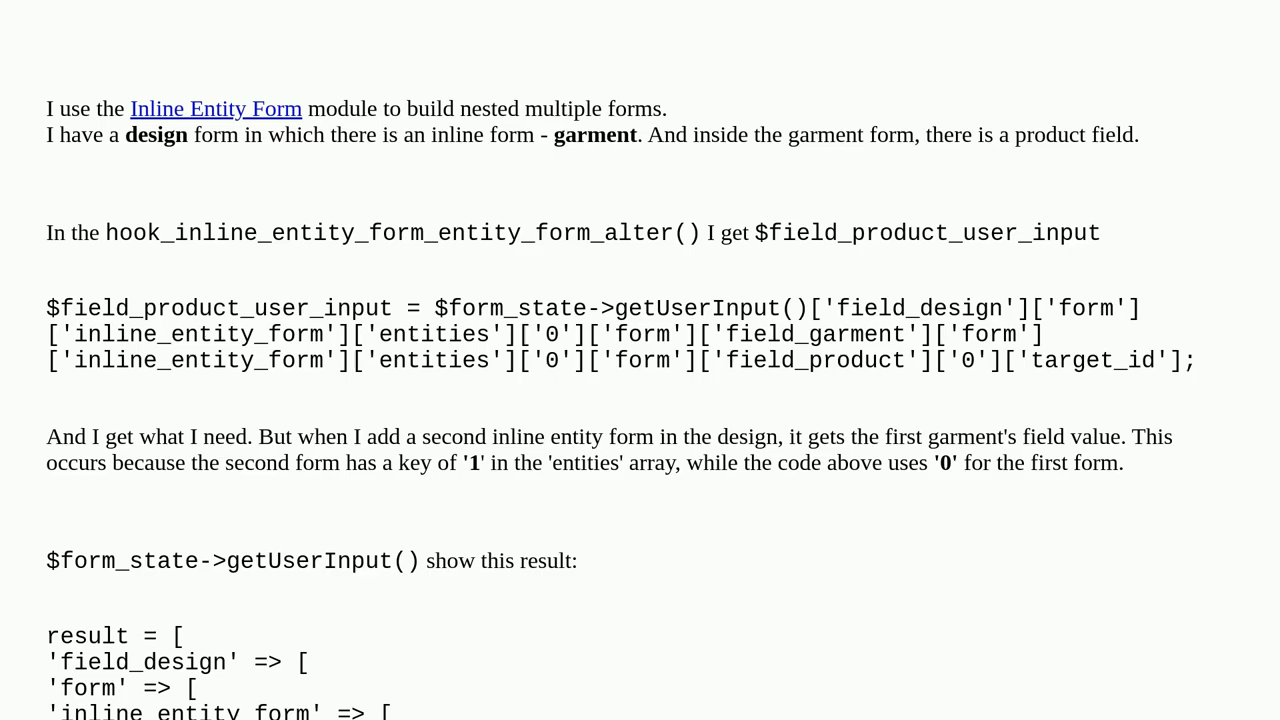 I use the Inline Entity Form module to build nested multiple forms.
I have a design form in which there is an inline form - garment. And inside the garment form, there is a product field.
In the hook_inline_entity_form_entity_form_alter() I get $field_product_user_input
$field_product_user_input = $form_state->getUserInput()['field_design']['form']
['inline_entity_form']['entities']['0']['form']['field_garment']['form']
['inline_entity_form']['entities']['0']['form']['field_product']['0']['target_id'];
And I get what I need. But when I add a second inline entity form in the design, it gets the first garment's field value. This
occurs because the second form has a key of '1' in the 'entities' array, while the code above uses '0' for the first form.
$form_state->getUserInput() show this result:
result = [
'field_design' => [
'form' => [
'inline_entity_form' => [